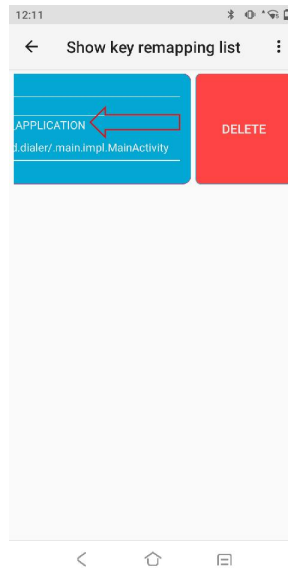 12:11
Show key remapping list
APPLICATION
DELETE
d.dialer/.main.impl.MainActivity